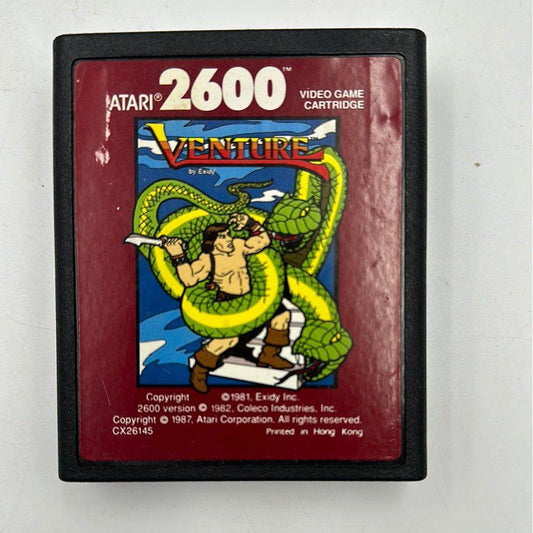 ATARI® 2600™ VIDEO GAME
CARTRIDGE
VENTURE
by Exidy
Copyright ©1981, Exidy Inc.
2600 version © 1982, Coleco Industries, Inc.
Copyright © 1987, Atari Corporation. All rights reserved.
CX26145 Printed in Hong Kong